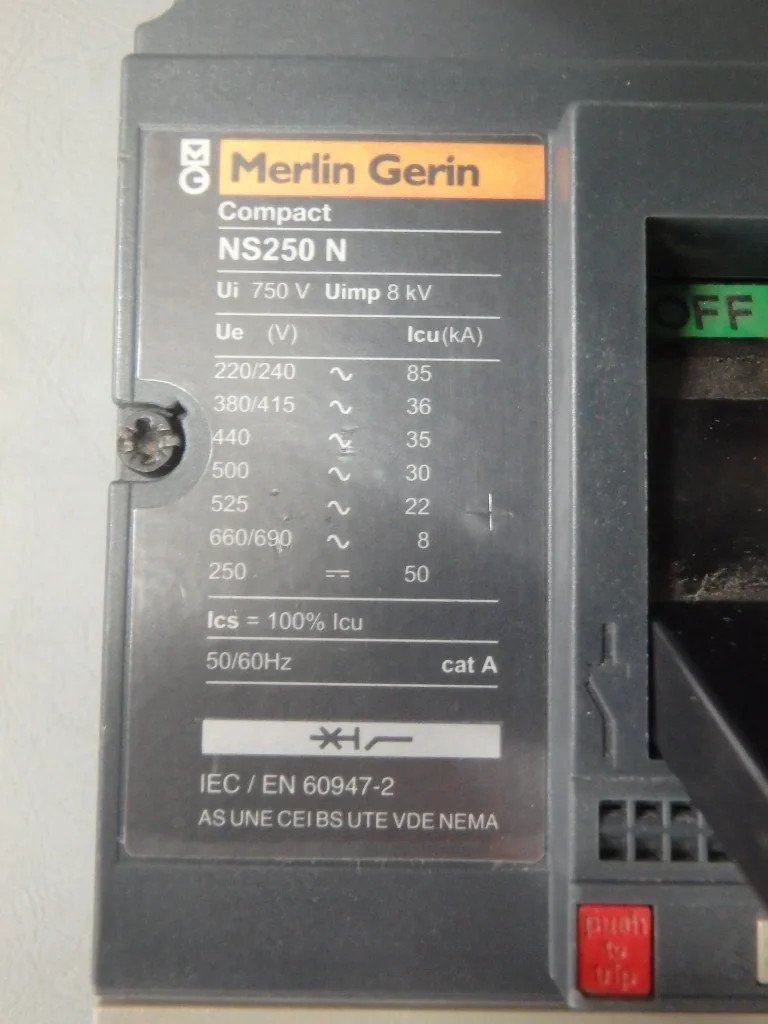 MG Merlin Gerin
Compact
NS250 N
Ui 750 V Uimp 8 kV
Ue (V) Icu(kA)
220/240 ∿ 85
380/415 ∿ 36
440 ∿ 35
500 ∿ 30
525 ∿ 22
660/690 ∿ 8
250 ⎓ 50
Ics = 100% Icu
50/60Hz cat A
IEC / EN 60947-2
AS UNE CEI BS UTE VDE NEMA
OFF
push
to
trip